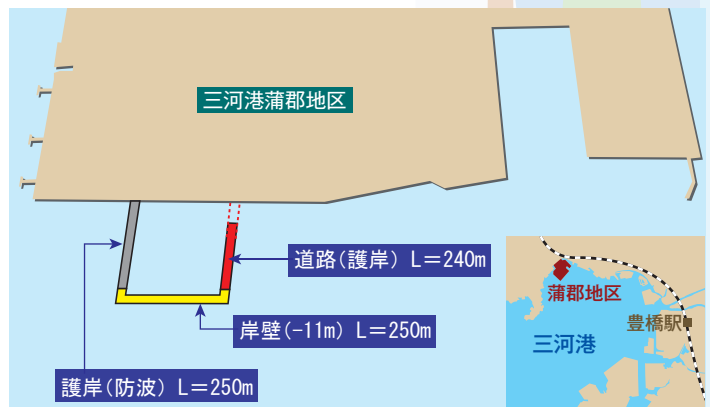 三河港蒲郡地区
道路(護岸) L=240m
岸壁(-11m) L=250m
護岸(防波) L=250m
蒲郡地区
豊橋駅
三河港